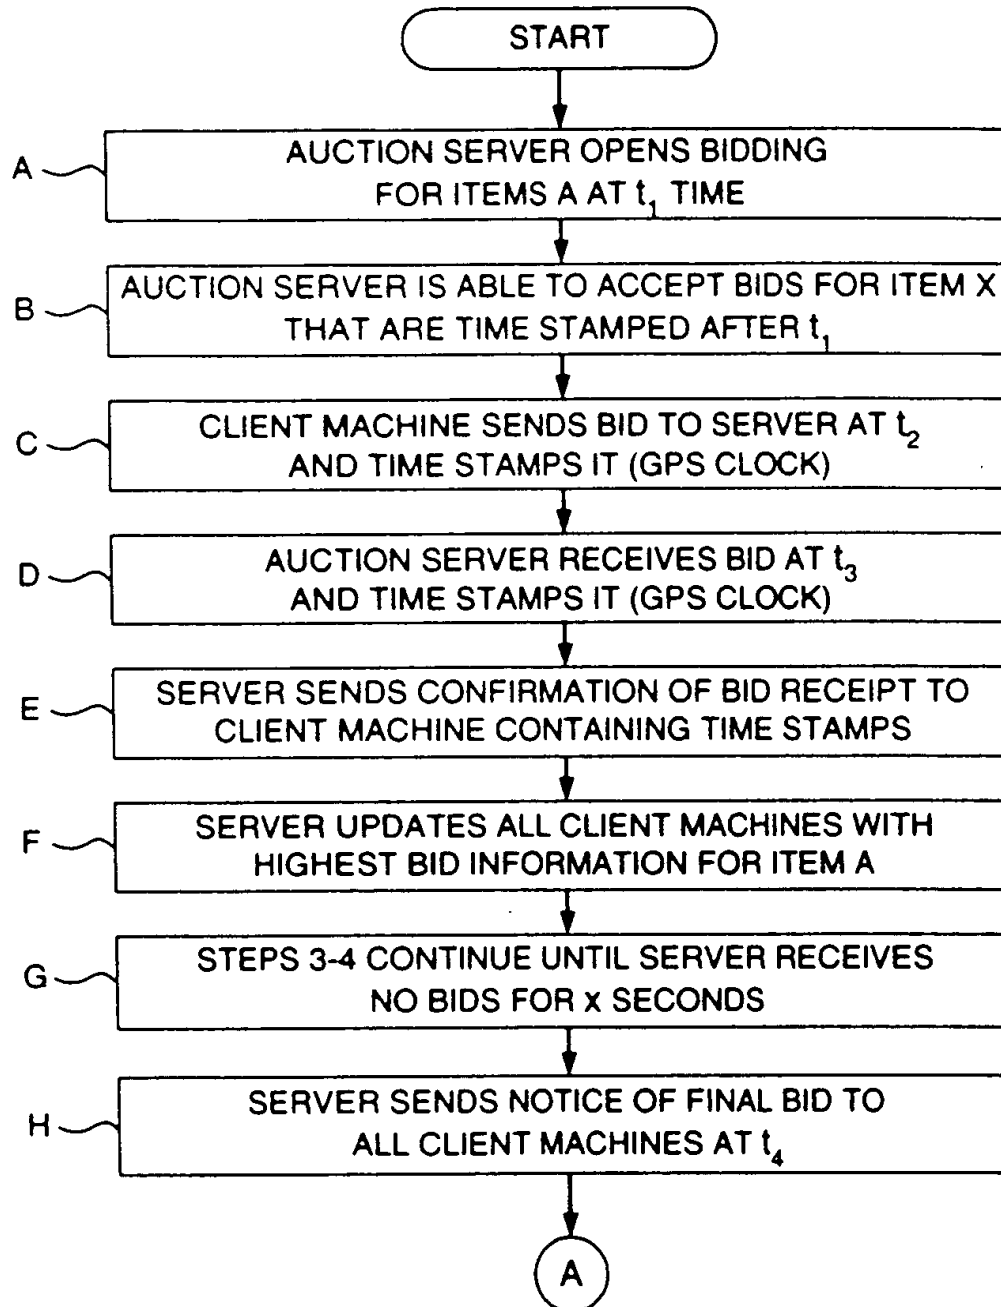 START
A
AUCTION SERVER OPENS BIDDING
FOR ITEMS A AT t₁ TIME
B
AUCTION SERVER IS ABLE TO ACCEPT BIDS FOR ITEM X
THAT ARE TIME STAMPED AFTER t₁
C
CLIENT MACHINE SENDS BID TO SERVER AT t₂
AND TIME STAMPS IT (GPS CLOCK)
D
AUCTION SERVER RECEIVES BID AT t₃
AND TIME STAMPS IT (GPS CLOCK)
E
SERVER SENDS CONFIRMATION OF BID RECEIPT TO
CLIENT MACHINE CONTAINING TIME STAMPS
F
SERVER UPDATES ALL CLIENT MACHINES WITH
HIGHEST BID INFORMATION FOR ITEM A
G
STEPS 3-4 CONTINUE UNTIL SERVER RECEIVES
NO BIDS FOR X SECONDS
H
SERVER SENDS NOTICE OF FINAL BID TO
ALL CLIENT MACHINES AT t₄
A